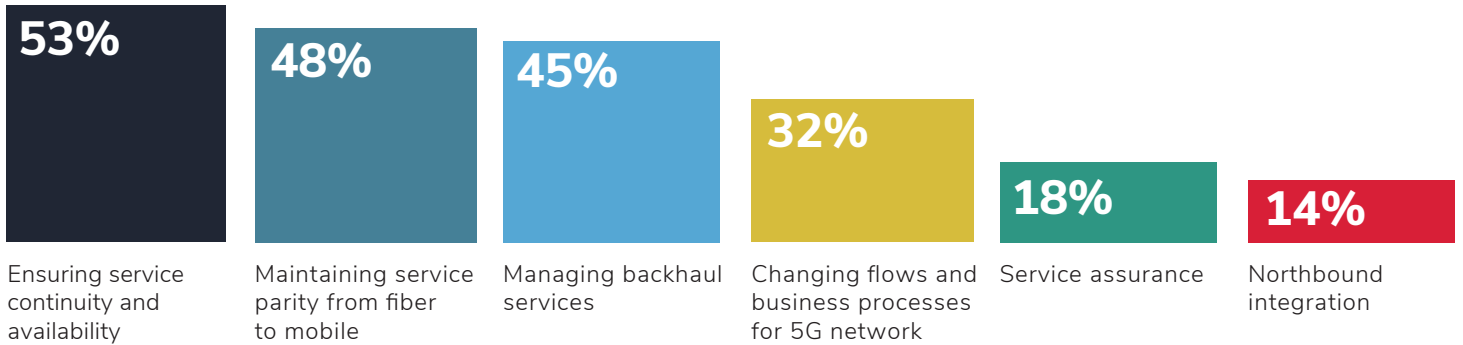 53%
48%
45%
32%
18%
14%
Ensuring service
continuity and
availability
Maintaining service
parity from fiber
to mobile
Managing backhaul
services
Changing flows and
business processes
for 5G network
Service assurance
Northbound
integration